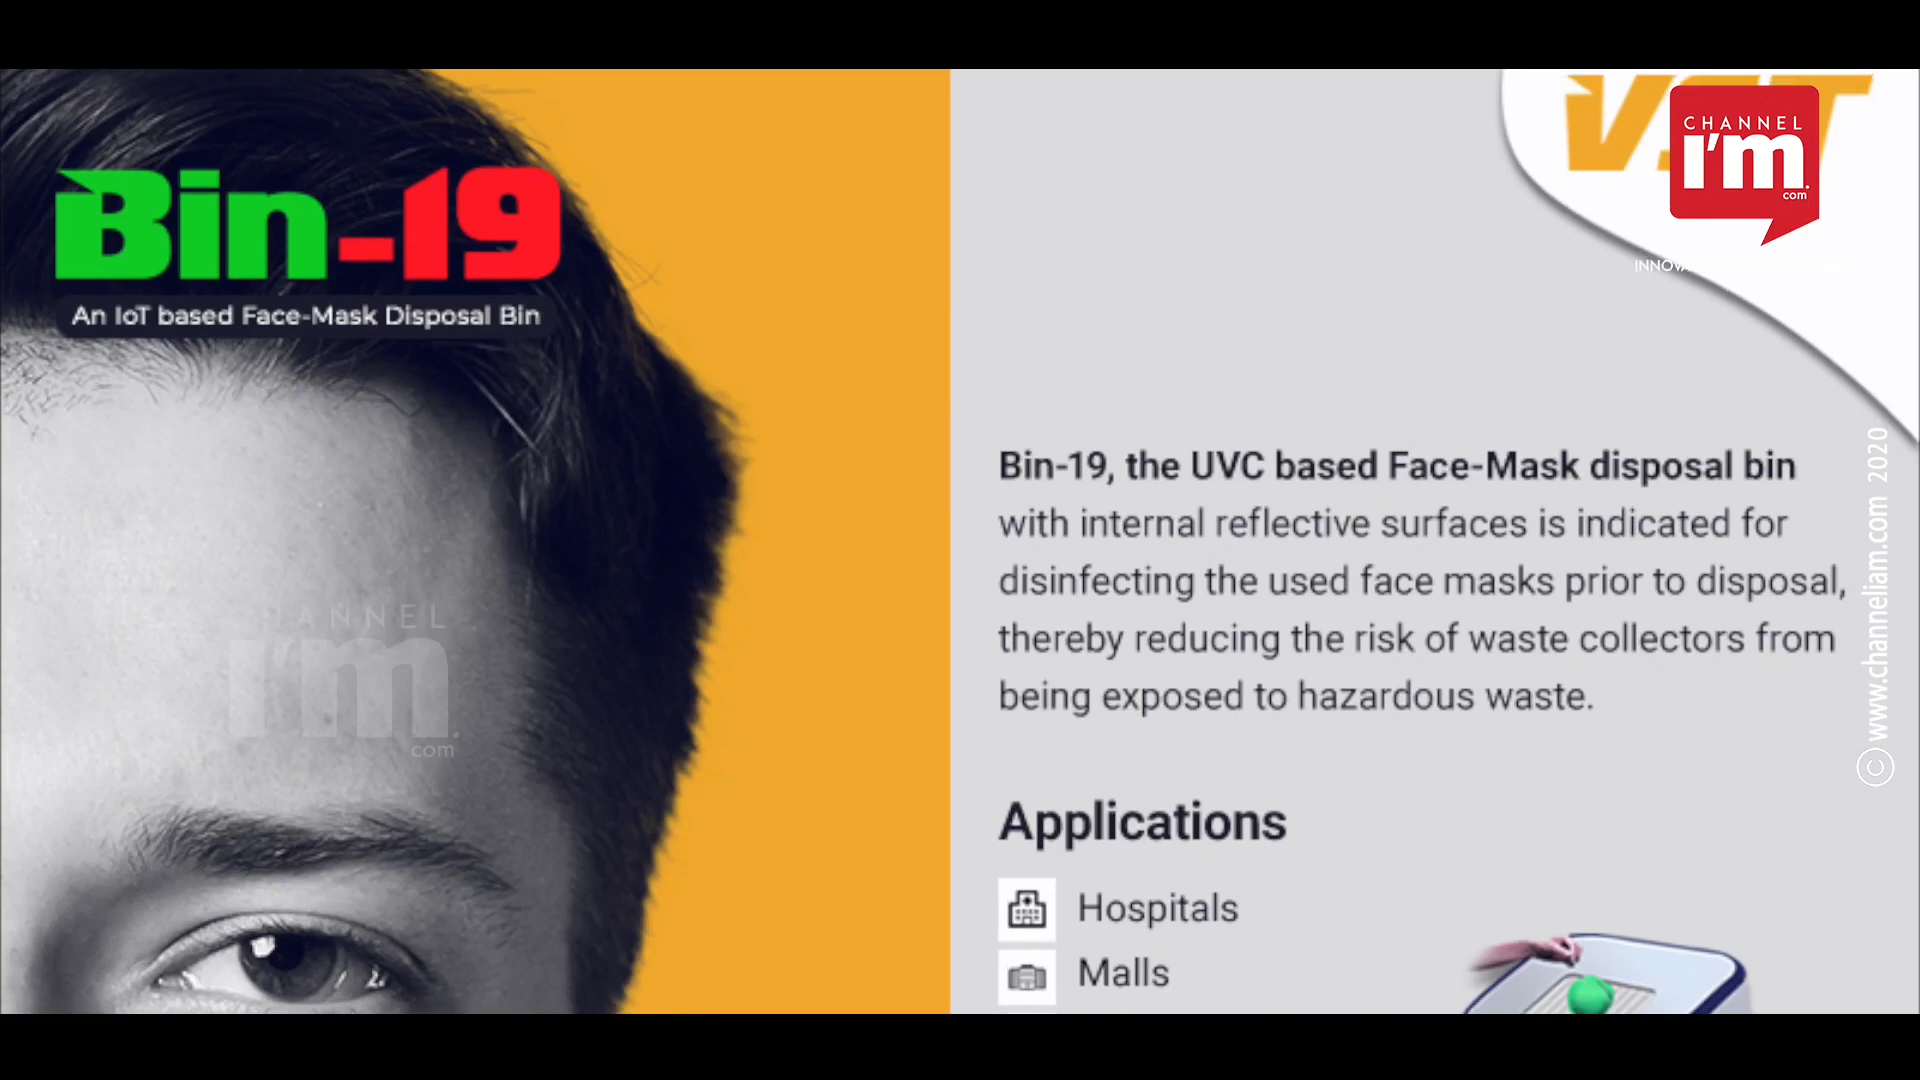 Bin-19
An IoT based Face-Mask Disposal Bin
CHANNEL
I'm
.com
CHANNEL
I'm
.com
Bin-19, the UVC based Face-Mask disposal bin
with internal reflective surfaces is indicated for
disinfecting the used face masks prior to disposal,
thereby reducing the risk of waste collectors from
being exposed to hazardous waste.
Applications
Hospitals
Malls
© www.channeliam.com 2020